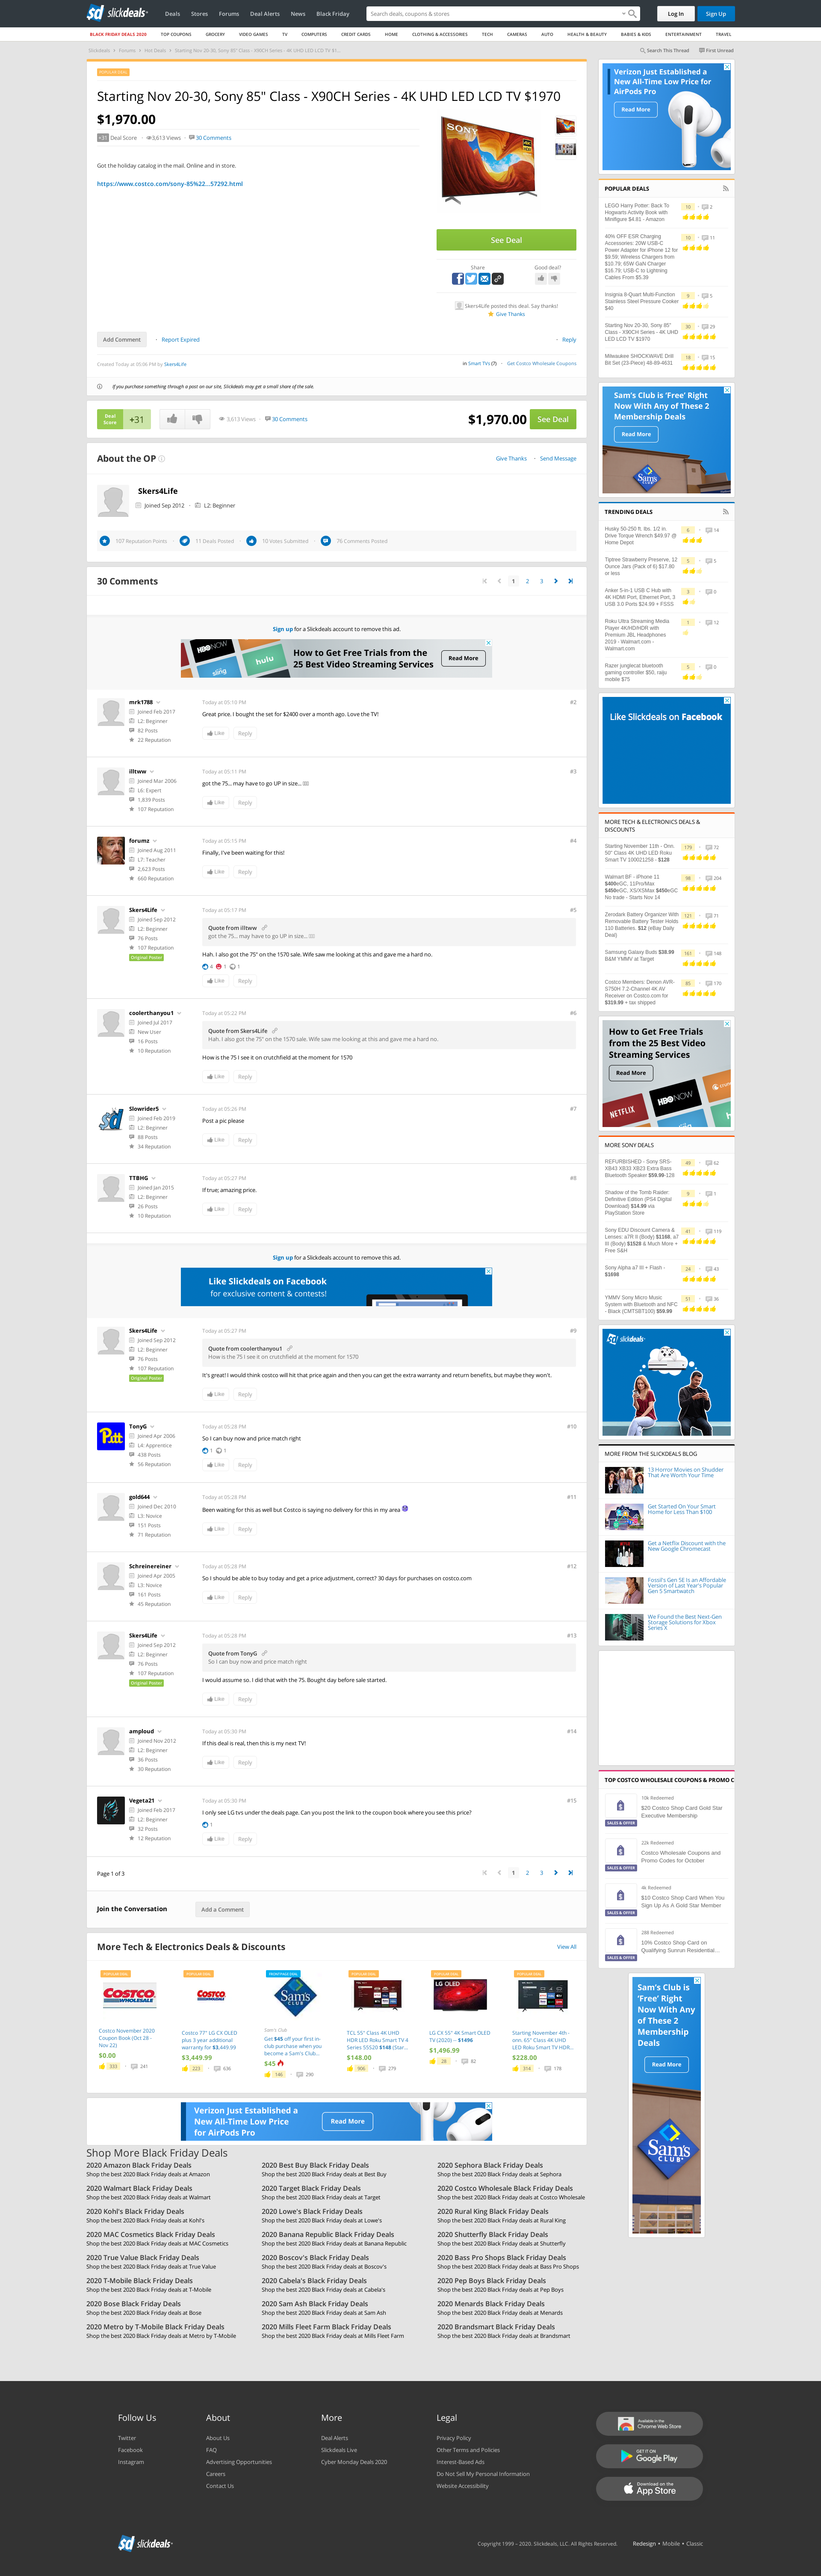 slickdeals
Deals Stores Forums Deal Alerts News Black Friday
Search deals, coupons & stores
Log In Sign Up
BLACK FRIDAY DEALS 2020 TOP COUPONS GROCERY VIDEO GAMES TV COMPUTERS CREDIT CARDS HOME CLOTHING & ACCESSORIES TECH CAMERAS AUTO HEALTH & BEAUTY BABIES & KIDS ENTERTAINMENT TRAVEL
Slickdeals Forums Hot Deals Starting Nov 20-30, Sony 85" Class - X90CH Series - 4K UHD LED LCD TV $1...
Search This Thread First Unread
POPULAR DEAL
Starting Nov 20-30, Sony 85" Class - X90CH Series - 4K UHD LED LCD TV $1970
$1,970.00
+31 Deal Score 3,613 Views 30 Comments
Got the holiday catalog in the mail. Online and in store.
https://www.costco.com/sony-85%22...57292.html
SONY
See Deal
Share Good deal?
Skers4Life posted this deal. Say thanks!
Give Thanks
Add Comment Report Expired Reply
Created Today at 05:06 PM by Skers4Life
in Smart TVs (7) Get Costco Wholesale Coupons
If you purchase something through a post on our site, Slickdeals may get a small share of the sale.
Deal Score +31
3,613 Views 30 Comments
$1,970.00 See Deal
About the OP
Give Thanks Send Message
Skers4Life
Joined Sep 2012 L2: Beginner
107 Reputation Points 11 Deals Posted 10 Votes Submitted 76 Comments Posted
30 Comments
1 2 3
Sign up for a Slickdeals account to remove this ad.
HBO NOW
hulu
How to Get Free Trials from the
25 Best Video Streaming Services
Read More
mrk1788
Joined Feb 2017
L2: Beginner
82 Posts
22 Reputation
Today at 05:10 PM #2
Great price. I bought the set for $2400 over a month ago. Love the TV!
Like Reply
illtww
Joined Mar 2006
L6: Expert
1,839 Posts
107 Reputation
Today at 05:11 PM #3
got the 75... may have to go UP in size...
Like Reply
forumz
Joined Aug 2011
L7: Teacher
2,623 Posts
660 Reputation
Today at 05:15 PM #4
Finally, I've been waiting for this!
Like Reply
Skers4Life
Joined Sep 2012
L2: Beginner
76 Posts
107 Reputation
Original Poster
Today at 05:17 PM #5
Quote from illtww
got the 75... may have to go UP in size...
Hah. I also got the 75" on the 1570 sale. Wife saw me looking at this and gave me a hard no.
4 1 1
Like Reply
coolerthanyou1
Joined Jul 2017
New User
16 Posts
10 Reputation
Today at 05:22 PM #6
Quote from Skers4Life
Hah. I also got the 75" on the 1570 sale. Wife saw me looking at this and gave me a hard no.
How is the 75 I see it on crutchfield at the moment for 1570
Like Reply
Slowrider5
Joined Feb 2019
L2: Beginner
88 Posts
34 Reputation
Today at 05:26 PM #7
Post a pic please
Like Reply
TTBHG
Joined Jan 2015
L2: Beginner
26 Posts
10 Reputation
Today at 05:27 PM #8
If true; amazing price.
Like Reply
Sign up for a Slickdeals account to remove this ad.
Like Slickdeals on Facebook
for exclusive content & contests!
Skers4Life
Joined Sep 2012
L2: Beginner
76 Posts
107 Reputation
Original Poster
Today at 05:27 PM #9
Quote from coolerthanyou1
How is the 75 I see it on crutchfield at the moment for 1570
It's great! I would think costco will hit that price again and then you can get the extra warranty and return benefits, but maybe they won't.
Like Reply
TonyG
Joined Apr 2006
L4: Apprentice
438 Posts
56 Reputation
Today at 05:28 PM #10
So I can buy now and price match right
1 1
Like Reply
gold644
Joined Dec 2010
L3: Novice
151 Posts
71 Reputation
Today at 05:28 PM #11
Been waiting for this as well but Costco is saying no delivery for this in my area
Like Reply
Schreinereiner
Joined Apr 2005
L3: Novice
161 Posts
45 Reputation
Today at 05:28 PM #12
So I should be able to buy today and get a price adjustment, correct? 30 days for purchases on costco.com
Like Reply
Skers4Life
Joined Sep 2012
L2: Beginner
76 Posts
107 Reputation
Original Poster
Today at 05:28 PM #13
Quote from TonyG
So I can buy now and price match right
I would assume so. I did that with the 75. Bought day before sale started.
Like Reply
amploud
Joined Nov 2012
L2: Beginner
36 Posts
30 Reputation
Today at 05:30 PM #14
If this deal is real, then this is my next TV!
Like Reply
Vegeta21
Joined Feb 2017
L2: Beginner
32 Posts
12 Reputation
Today at 05:30 PM #15
I only see LG tvs under the deals page. Can you post the link to the coupon book where you see this price?
1
Like Reply
Page 1 of 3
1 2 3
Join the Conversation Add a Comment
More Tech & Electronics Deals & Discounts View All
Costco November 2020
Coupon Book (Oct 28 -
Nov 22)
$0.00
333 241
Costco 77" LG CX OLED
plus 3 year additional
warranty for $3,449.99
$3,449.99
223 636
Sam's Club
Get $45 off your first in-
club purchase when you
become a Sam's Club...
$45
146 290
TCL 55" Class 4K UHD
HDR LED Roku Smart TV 4
Series 55S20 $148 (Star...
$148.00
966 279
LG CX 55" 4K Smart OLED
TV (2020) -- $1496
$1,496.99
26 82
Starting November 4th -
onn. 65" Class 4K UHD
LED Roku Smart TV HDR...
$228.00
314 178
Verizon Just Established a
New All-Time Low Price
for AirPods Pro
Read More
Shop More Black Friday Deals
2020 Amazon Black Friday Deals
Shop the best 2020 Black Friday deals at Amazon
2020 Best Buy Black Friday Deals
Shop the best 2020 Black Friday deals at Best Buy
2020 Sephora Black Friday Deals
Shop the best 2020 Black Friday deals at Sephora
2020 Walmart Black Friday Deals
Shop the best 2020 Black Friday deals at Walmart
2020 Target Black Friday Deals
Shop the best 2020 Black Friday deals at Target
2020 Costco Wholesale Black Friday Deals
Shop the best 2020 Black Friday deals at Costco Wholesale
2020 Kohl's Black Friday Deals
Shop the best 2020 Black Friday deals at Kohl's
2020 Lowe's Black Friday Deals
Shop the best 2020 Black Friday deals at Lowe's
2020 Rural King Black Friday Deals
Shop the best 2020 Black Friday deals at Rural King
2020 MAC Cosmetics Black Friday Deals
Shop the best 2020 Black Friday deals at MAC Cosmetics
2020 Banana Republic Black Friday Deals
Shop the best 2020 Black Friday deals at Banana Republic
2020 Shutterfly Black Friday Deals
Shop the best 2020 Black Friday deals at Shutterfly
2020 True Value Black Friday Deals
Shop the best 2020 Black Friday deals at True Value
2020 Boscov's Black Friday Deals
Shop the best 2020 Black Friday deals at Boscov's
2020 Bass Pro Shops Black Friday Deals
Shop the best 2020 Black Friday deals at Bass Pro Shops
2020 T-Mobile Black Friday Deals
Shop the best 2020 Black Friday deals at T-Mobile
2020 Cabela's Black Friday Deals
Shop the best 2020 Black Friday deals at Cabela's
2020 Pep Boys Black Friday Deals
Shop the best 2020 Black Friday deals at Pep Boys
2020 Bose Black Friday Deals
Shop the best 2020 Black Friday deals at Bose
2020 Sam Ash Black Friday Deals
Shop the best 2020 Black Friday deals at Sam Ash
2020 Menards Black Friday Deals
Shop the best 2020 Black Friday deals at Menards
2020 Metro by T-Mobile Black Friday Deals
Shop the best 2020 Black Friday deals at Metro by T-Mobile
2020 Mills Fleet Farm Black Friday Deals
Shop the best 2020 Black Friday deals at Mills Fleet Farm
2020 Brandsmart Black Friday Deals
Shop the best 2020 Black Friday deals at Brandsmart
Verizon Just Established a
New All-Time Low Price for
AirPods Pro
Read More
POPULAR DEALS
LEGO Harry Potter: Back To
Hogwarts Activity Book with
Minifigure $4.81 - Amazon
10 2
40% OFF ESR Charging
Accessories: 20W USB-C
Power Adapter for iPhone 12 for
$9.59; Wireless Chargers from
$10.79; 65W GaN Charger
$16.79; USB-C to Lightning
Cables From $5.39
10 11
Insignia 8-Quart Multi-Function
Stainless Steel Pressure Cooker
$40
9 5
Starting Nov 20-30, Sony 85"
Class - X90CH Series - 4K UHD
LED LCD TV $1970
30 29
Milwaukee SHOCKWAVE Drill
Bit Set (23-Piece) 48-89-4631
18 15
Sam's Club is 'Free' Right
Now With Any of These 2
Membership Deals
Read More
TRENDING DEALS
Husky 50-250 ft. lbs. 1/2 in.
Drive Torque Wrench $49.97 @
Home Depot
6 14
Tiptree Strawberry Preserve, 12
Ounce Jars (Pack of 6) $17.80
or less
5 5
Anker 5-in-1 USB C Hub with
4K HDMI Port, Ethernet Port, 3
USB 3.0 Ports $24.99 + FSSS
3 0
Roku Ultra Streaming Media
Player 4K/HD/HDR with
Premium JBL Headphones
2019 - Walmart.com -
Walmart.com
1 12
Razer junglecat bluetooth
gaming controller $50, raiju
mobile $75
5 0
Like Slickdeals on Facebook
MORE TECH & ELECTRONICS DEALS &
DISCOUNTS
Starting November 11th - Onn.
50" Class 4K UHD LED Roku
Smart TV 100021258 - $128
179 72
Walmart BF - iPhone 11
$400eGC, 11Pro/Max
$450eGC, XS/XSMax $450eGC
No trade - Starts Nov 14
98 204
Zerodark Battery Organizer With
Removable Battery Tester Holds
110 Batteries. $12 (eBay Daily
Deal)
121 71
Samsung Galaxy Buds $38.99
B&M YMMV at Target
161 148
Costco Members: Denon AVR-
S750H 7.2-Channel 4K AV
Receiver on Costco.com for
$319.99 + tax shipped
85 170
How to Get Free Trials
from the 25 Best Video
Streaming Services
Read More
NETFLIX HBO NOW hulu
MORE SONY DEALS
REFURBISHED - Sony SRS-
XB43 XB33 XB23 Extra Bass
Bluetooth Speaker $59.99-128
49 62
Shadow of the Tomb Raider:
Definitive Edition (PS4 Digital
Download) $14.99 via
PlayStation Store
9 1
Sony EDU Discount Camera &
Lenses: a7R II (Body) $1198, a7
III (Body) $1528 & Much More +
Free S&H
41 119
Sony Alpha a7 III + Flash -
$1698
24 43
YMMV Sony Micro Music
System with Bluetooth and NFC
- Black (CMTSBT100) $59.99
51 36
slickdeals
MORE FROM THE SLICKDEALS BLOG
13 Horror Movies on Shudder
That Are Worth Your Time
Get Started On Your Smart
Home for Less Than $100
Get a Netflix Discount with the
New Google Chromecast
Fossil's Gen 5E Is an Affordable
Version of Last Year's Popular
Gen 5 Smartwatch
We Found the Best Next-Gen
Storage Solutions for Xbox
Series X
TOP COSTCO WHOLESALE COUPONS & PROMO C
10k Redeemed
$20 Costco Shop Card Gold Star
Executive Membership
SALES & OFFER
22k Redeemed
Costco Wholesale Coupons and
Promo Codes for October
SALES & OFFER
4k Redeemed
$10 Costco Shop Card When You
Sign Up As A Gold Star Member
SALES & OFFER
288 Redeemed
10% Costco Shop Card on
Qualifying Sunrun Residential...
SALES & OFFER
Sam's Club is
'Free' Right
Now With Any
of These 2
Membership
Deals
Read More
Sam's Club
Follow Us
Twitter
Facebook
Instagram
About
About Us
FAQ
Advertising Opportunities
Careers
Contact Us
More
Deal Alerts
Slickdeals Live
Cyber Monday Deals 2020
Legal
Privacy Policy
Other Terms and Policies
Interest-Based Ads
Do Not Sell My Personal Information
Website Accessibility
Available in the
Chrome Web Store
GET IT ON
Google Play
Download on the
App Store
slickdeals
Copyright 1999 – 2020. Slickdeals, LLC. All Rights Reserved. Redesign • Mobile • Classic